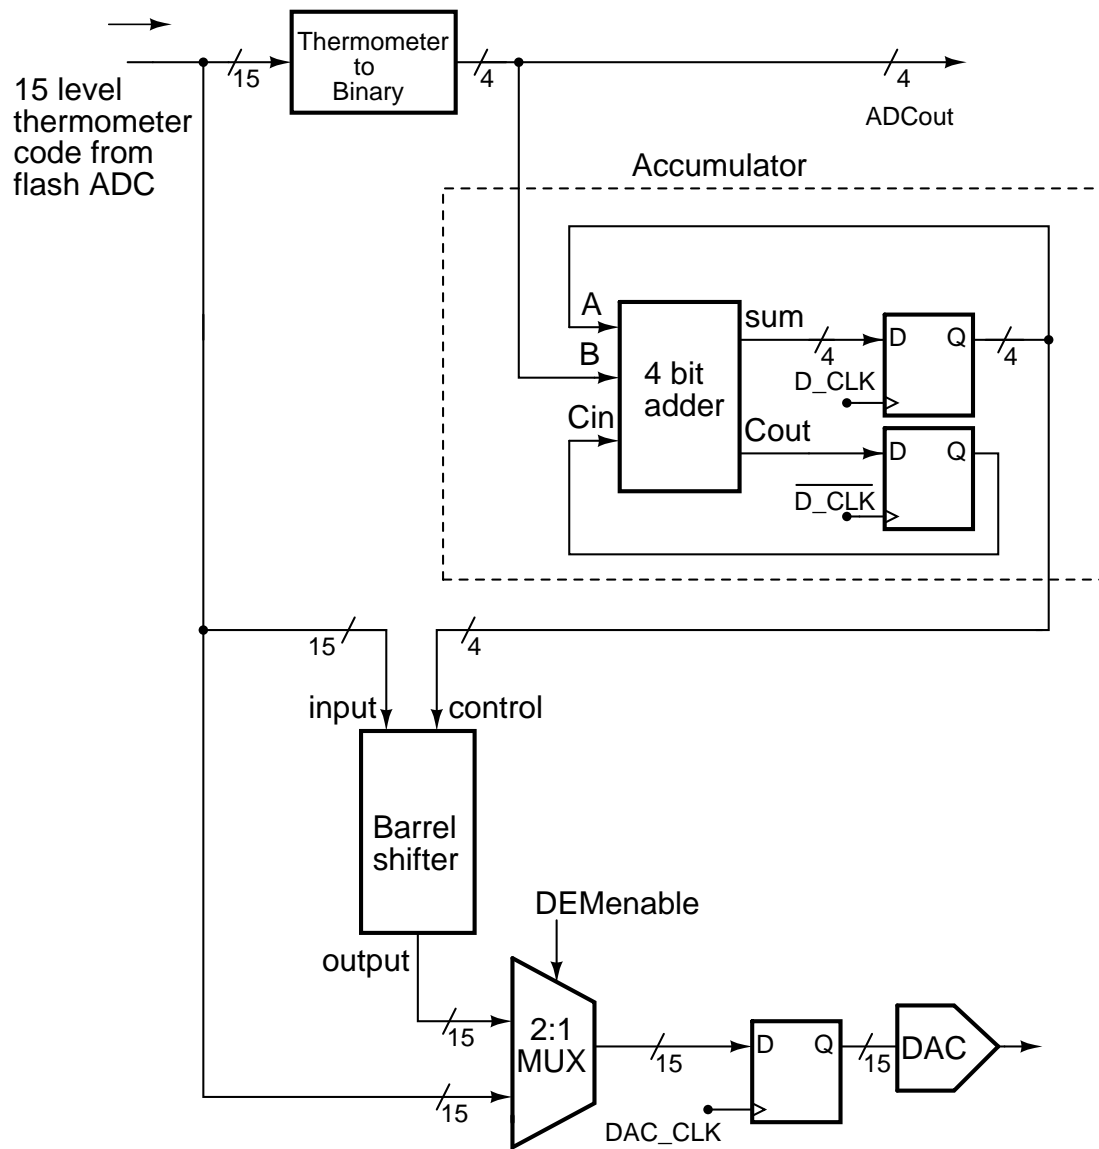 Thermometer
to
Binary
15
4
4
15 level
thermometer
code from
flash ADC
ADCout
Accumulator
A
B
Cin
4 bit
adder
sum
4
D Q
4
D_CLK
Cout
D Q
D_CLK
15
4
input
control
Barrel
shifter
output
DEMenable
15
2:1
MUX
15
15
D Q
15
DAC
DAC_CLK